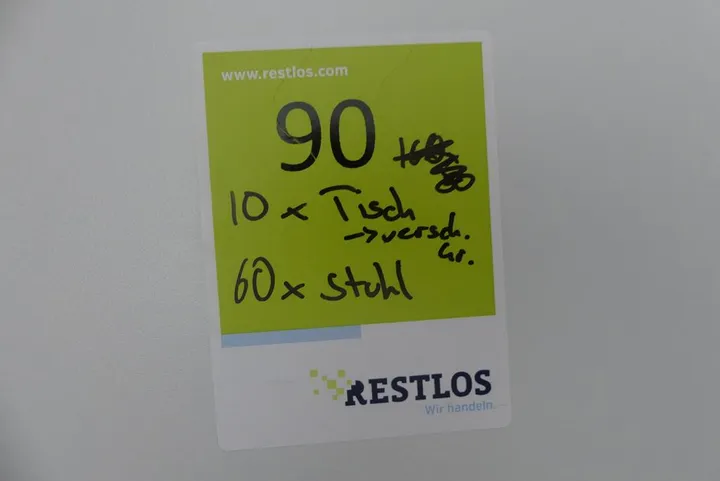 www.restlos.com
90
10 x Tisch
→ versch.
Gr.
60 x Stuhl
RESTLOS
Wir handeln.